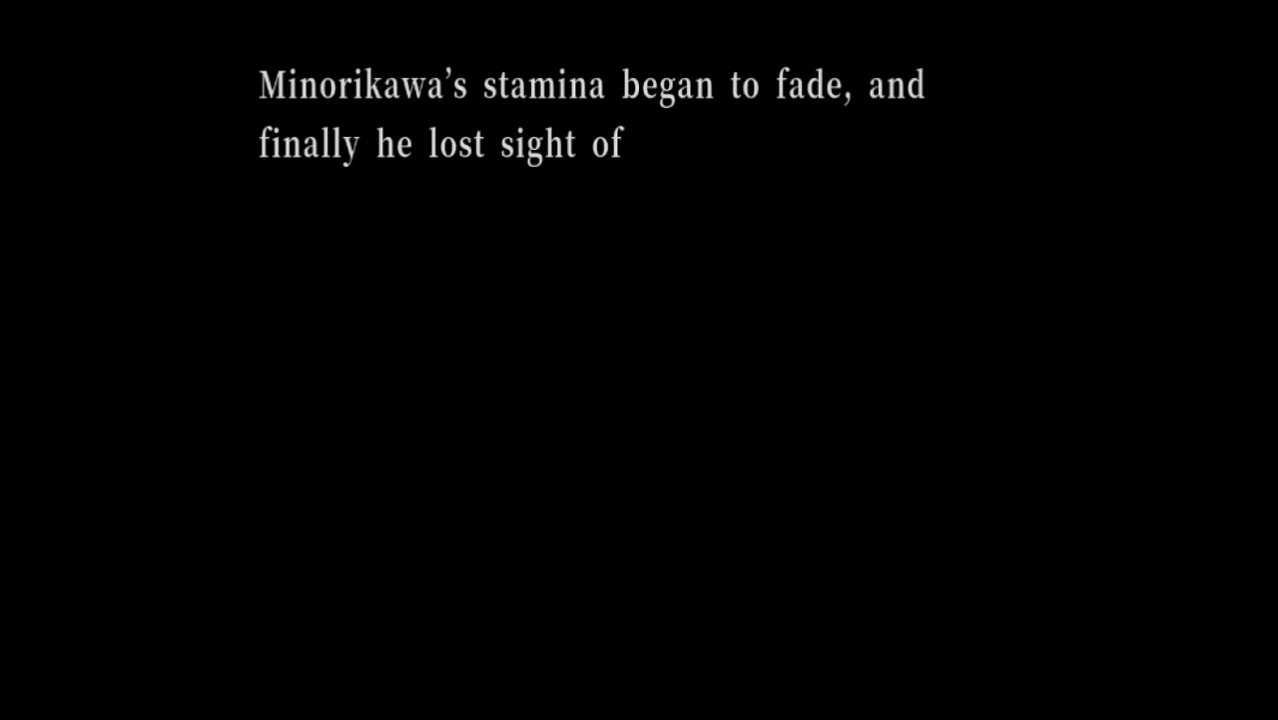 Minorikawa’s stamina began to fade, and
finally he lost sight of